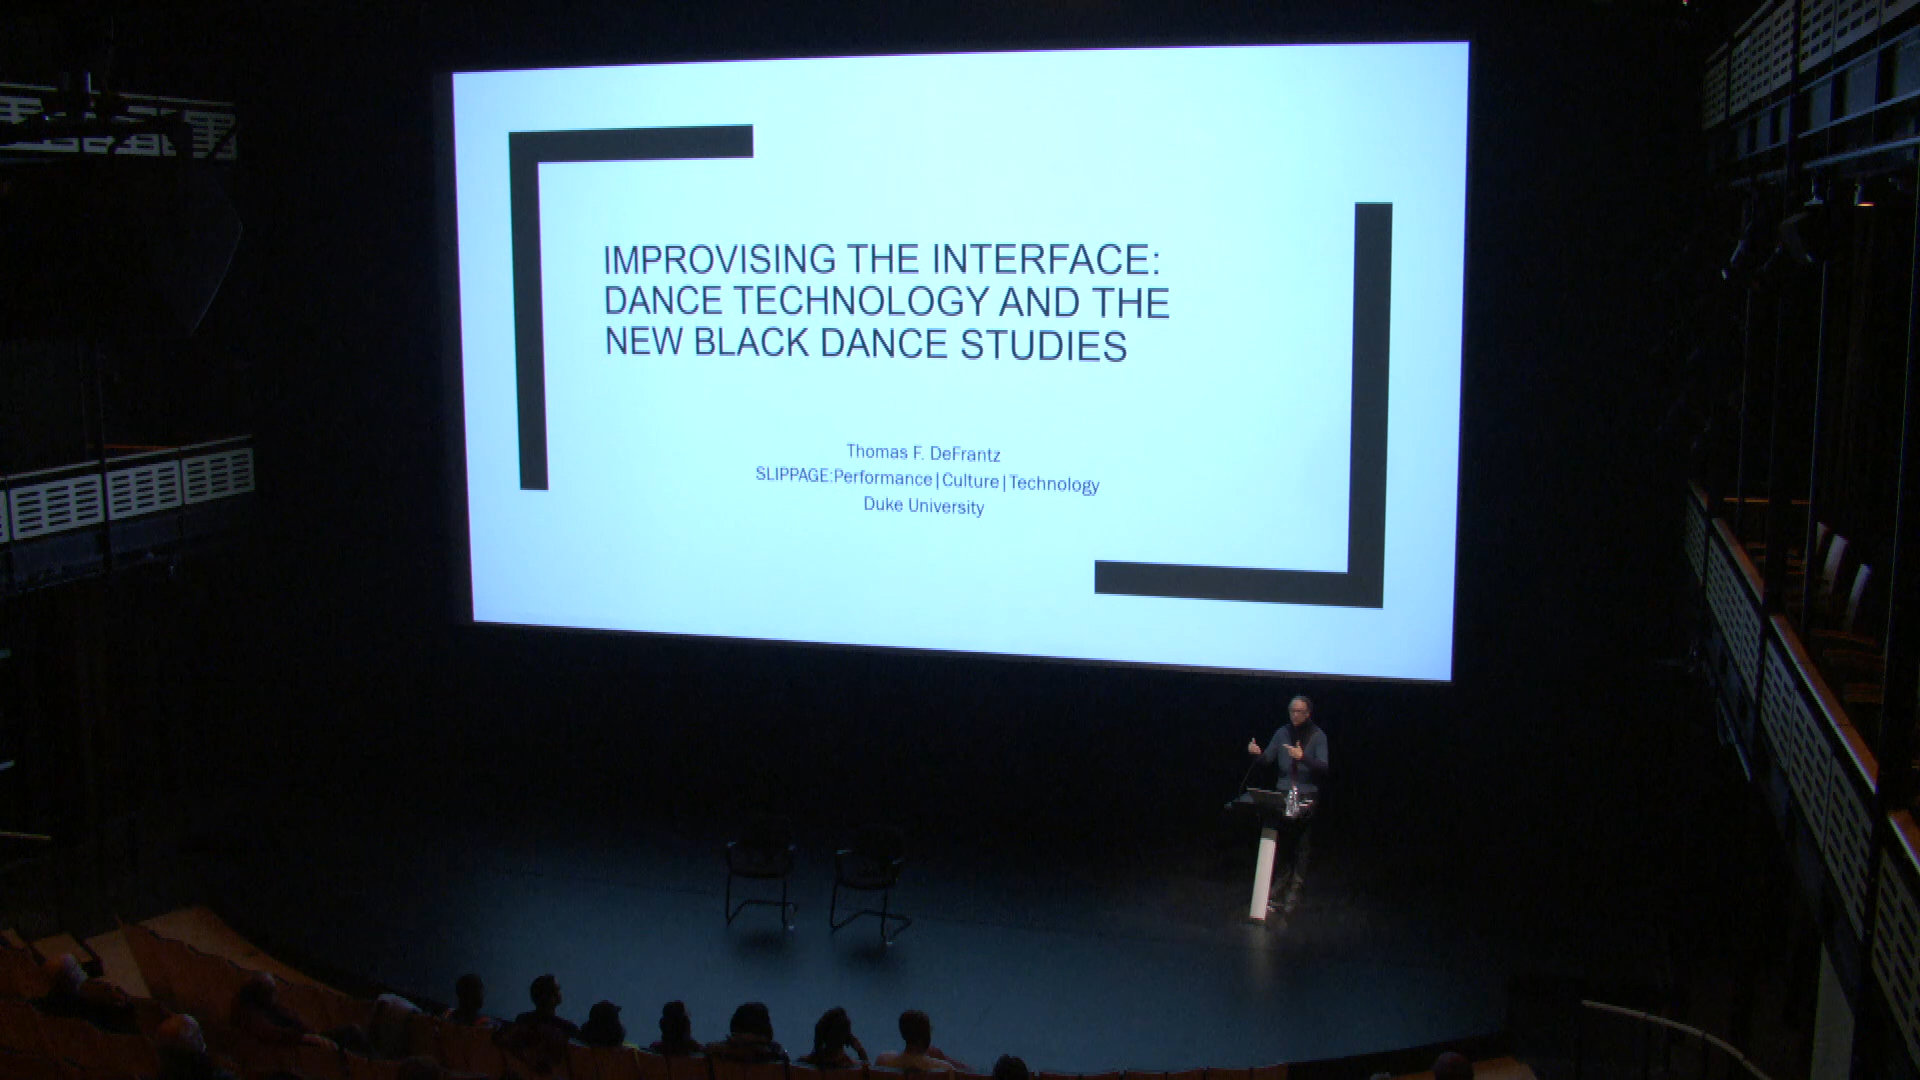 IMPROVISING THE INTERFACE:
DANCE TECHNOLOGY AND THE
NEW BLACK DANCE STUDIES
Thomas F. DeFrantz
SLIPPAGE:Performance|Culture|Technology
Duke University